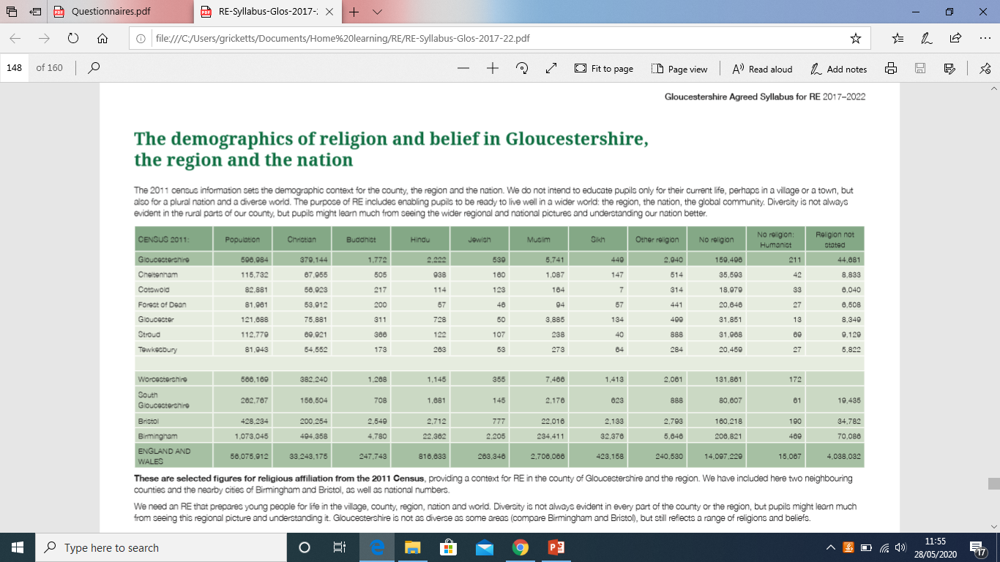 Questionnaires.pdf
RE-Syllabus-Glos-2017-:
file:///C:/Users/gricketts/Documents/Home%20learning/RE/RE-Syllabus-Glos-2017-22.pdf
148 of 160 Fit to page Page view Read aloud Add notes
Gloucestershire Agreed Syllabus for RE 2017–2022
The demographics of religion and belief in Gloucestershire,
the region and the nation
The 2011 census information sets the demographic context for the county, the region and the nation. We do not intend to educate pupils only for their current life, perhaps in a village or a town, but
also for a plural nation and a diverse world. The purpose of RE includes enabling pupils to be ready to live well in a wider world: the region, the nation, the global community. Diversity is not always
evident in the rural parts of our county, but pupils might learn much from seeing the wider regional and national pictures and understanding our nation better.
CENSUS 2011: Population Christian Buddhist Hindu Jewish Muslim Sikh Other religion No religion No religion: Humanist Religion not stated
Gloucestershire 596,984 379,144 1,772 2,222 539 5,741 449 2,940 159,496 211 44,681
Cheltenham 115,732 67,955 505 938 160 1,087 147 514 35,593 42 8,833
Cotswold 82,881 56,923 217 114 123 164 7 314 18,979 33 6,040
Forest of Dean 81,961 53,912 200 57 46 94 57 441 20,646 27 6,508
Gloucester 121,688 75,881 311 728 50 3,885 134 499 31,851 13 8,349
Stroud 112,779 69,921 366 122 107 238 40 888 31,968 69 9,129
Tewkesbury 81,943 54,552 173 263 53 273 64 284 20,459 27 5,822
Worcestershire 566,169 382,240 1,268 1,145 355 7,466 1,413 2,061 131,861 172
South Gloucestershire 262,767 156,504 708 1,681 145 2,176 623 888 80,607 61 19,435
Bristol 428,234 200,254 2,549 2,712 777 22,016 2,133 2,793 160,218 190 34,782
Birmingham 1,073,045 494,358 4,780 22,362 2,205 234,411 32,376 5,646 206,821 469 70,086
ENGLAND AND WALES 56,075,912 33,243,175 247,743 816,633 263,346 2,706,066 423,158 240,530 14,097,229 15,067 4,038,032
These are selected figures for religious affiliation from the 2011 Census, providing a context for RE in the county of Gloucestershire and the region. We have included here two neighbouring
counties and the nearby cities of Birmingham and Bristol, as well as national numbers.
We need an RE that prepares young people for life in the village, county, region, nation and world. Diversity is not always evident in every part of the county or the region, but pupils might learn much
from seeing this regional picture and understanding it. Gloucestershire is not as diverse as some areas (compare Birmingham and Bristol), but still reflects a range of religions and beliefs.
Type here to search
11:55
28/05/2020
17